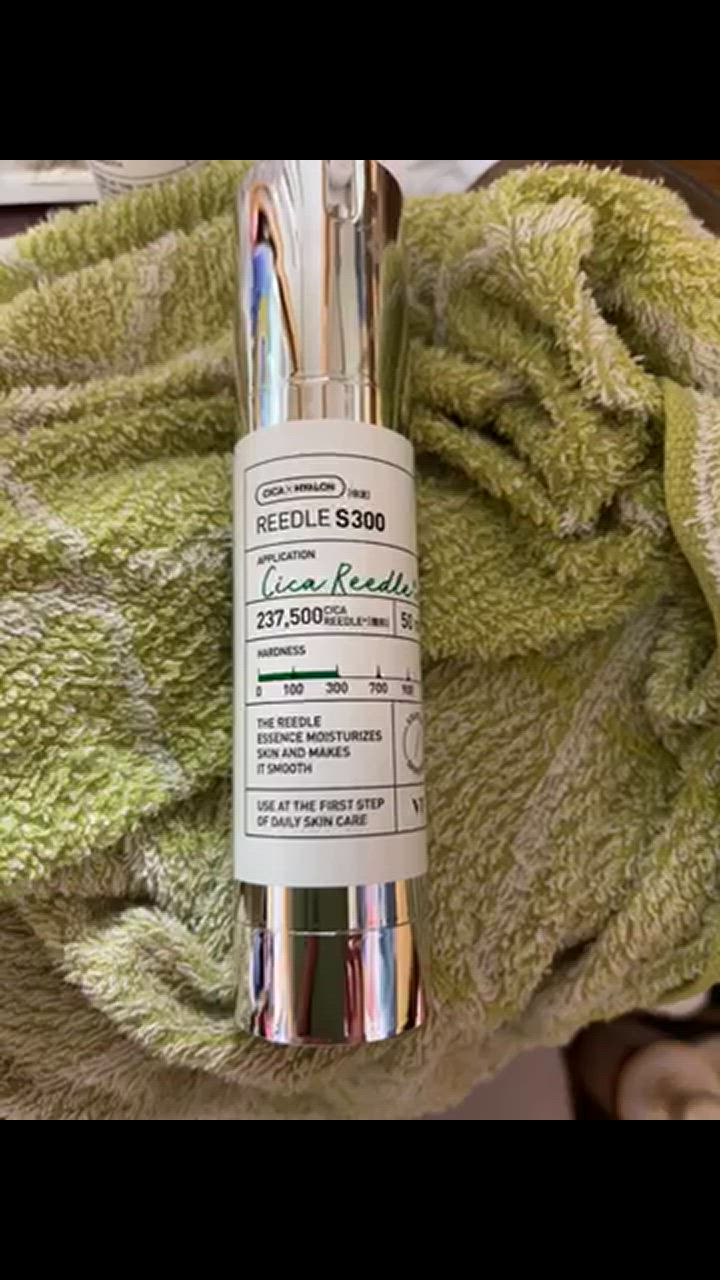 CICA × HYALON
REEDLE S300
APPLICATION
Cica Reedle
237,500 CICA REEDLE™ 50
HARDNESS
0 100 300 700
THE REEDLE
ESSENCE MOISTURIZES
SKIN AND MAKES
IT SMOOTH
USE AT THE FIRST STEP
OF DAILY SKIN CARE